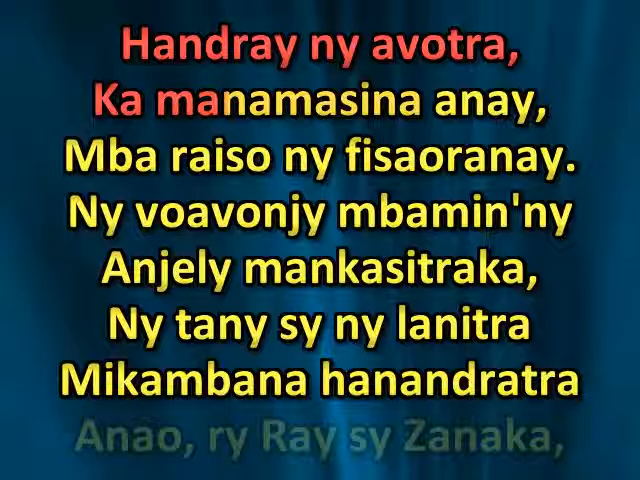 Handray ny avotra,
Ka manamasina anay,
Mba raiso ny fisaoranay.
Ny voavonjy mbamin'ny
Anjely mankasitraka,
Ny tany sy ny lanitra
Mikambana hanandratra
Anao, ry Ray sy Zanaka,